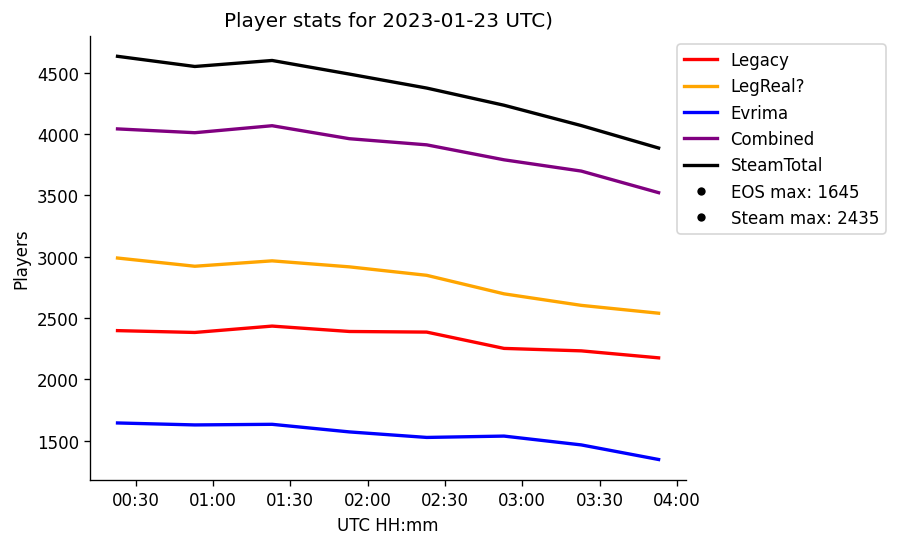 Player stats for 2023-01-23 UTC)
4500
4000
3500
3000
2500
2000
1500
Players
00:30
01:00
01:30
02:00
02:30
03:00
03:30
04:00
UTC HH:mm
Legacy
LegReal?
Evrima
Combined
SteamTotal
EOS max: 1645
Steam max: 2435